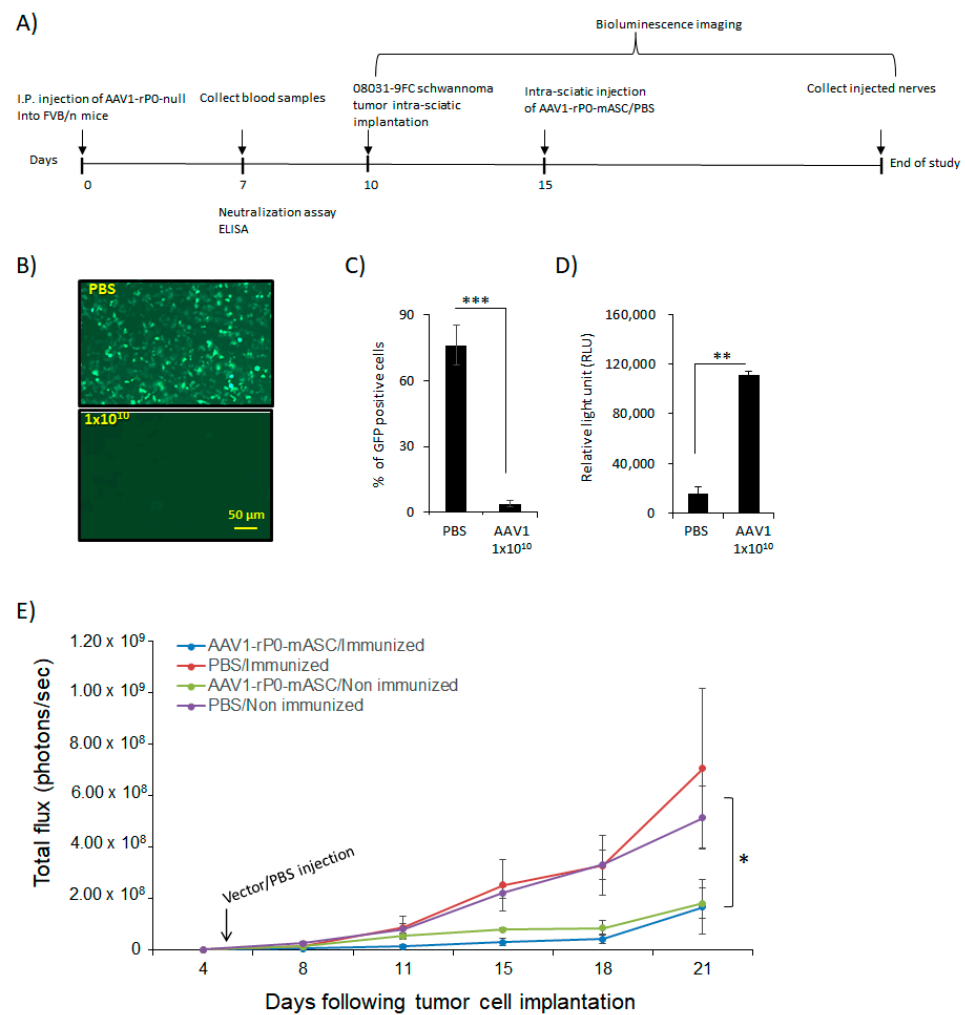 A)
Bioluminescence imaging
I.P. injection of AAV1-rP0-null
Into FVB/n mice
Collect blood samples
08031-9FC schwannoma
tumor intra-sciatic
implantation
Intra-sciatic injection
of AAV1-rP0-mASC/PBS
Collect injected nerves
Days
End of study
0
7
10
15
Neutralization assay
ELISA
B)
PBS
1x10¹⁰
50 µm
C)
***
90
60
30
0
% of GFP positive cells
PBS
AAV1
1x10¹⁰
D)
**
160,000
120,000
80,000
40,000
0
Relative light unit (RLU)
PBS
AAV1
1x10¹⁰
E)
1.20 x 10⁹
1.00 x 10⁹
8.00 x 10⁸
6.00 x 10⁸
4.00 x 10⁸
2.00 x 10⁸
0
Total flux (photons/sec)
AAV1-rP0-mASC/Immunized
PBS/Immunized
AAV1-rP0-mASC/Non immunized
PBS/Non immunized
Vector/PBS injection
*
4
8
11
15
18
21
Days following tumor cell implantation